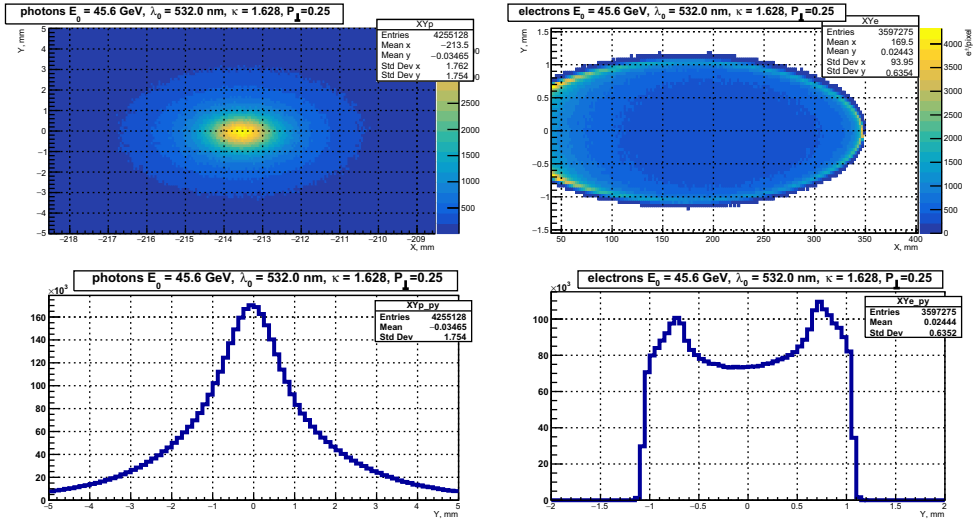 photons E0 = 45.6 GeV, λ0 = 532.0 nm, κ = 1.628, P⊥=0.25
Y, mm
5
4
3
2
1
0
−1
−2
−3
−4
−5
−218 −217 −216 −215 −214 −213 −212 −211 −210 −209
X, mm
XYp
Entries 4255128
Mean x −213.5
Mean y −0.03465
Std Dev x 1.762
Std Dev y 1.754
2500
2000
1500
1000
500
electrons E0 = 45.6 GeV, λ0 = 532.0 nm, κ = 1.628, P⊥=0.25
Y, mm
1.5
1
0.5
0
−0.5
−1
−1.5
50 100 150 200 250 300 350 400
X, mm
XYe
Entries 3597275
Mean x 169.5
Mean y 0.02443
Std Dev x 93.95
Std Dev y 0.6354
4000
3500
3000
2500
2000
1500
1000
500
0
photons E0 = 45.6 GeV, λ0 = 532.0 nm, κ = 1.628, P⊥=0.25
×10³
160
140
120
100
80
60
40
20
0
−5 −4 −3 −2 −1 0 1 2 3 4 5
Y, mm
XYp_py
Entries 4255128
Mean −0.03465
Std Dev 1.754
electrons E0 = 45.6 GeV, λ0 = 532.0 nm, κ = 1.628, P⊥=0.25
×10³
100
80
60
40
20
0
−2 −1.5 −1 −0.5 0 0.5 1 1.5 2
Y, mm
XYe_py
Entries 3597275
Mean 0.02444
Std Dev 0.6352